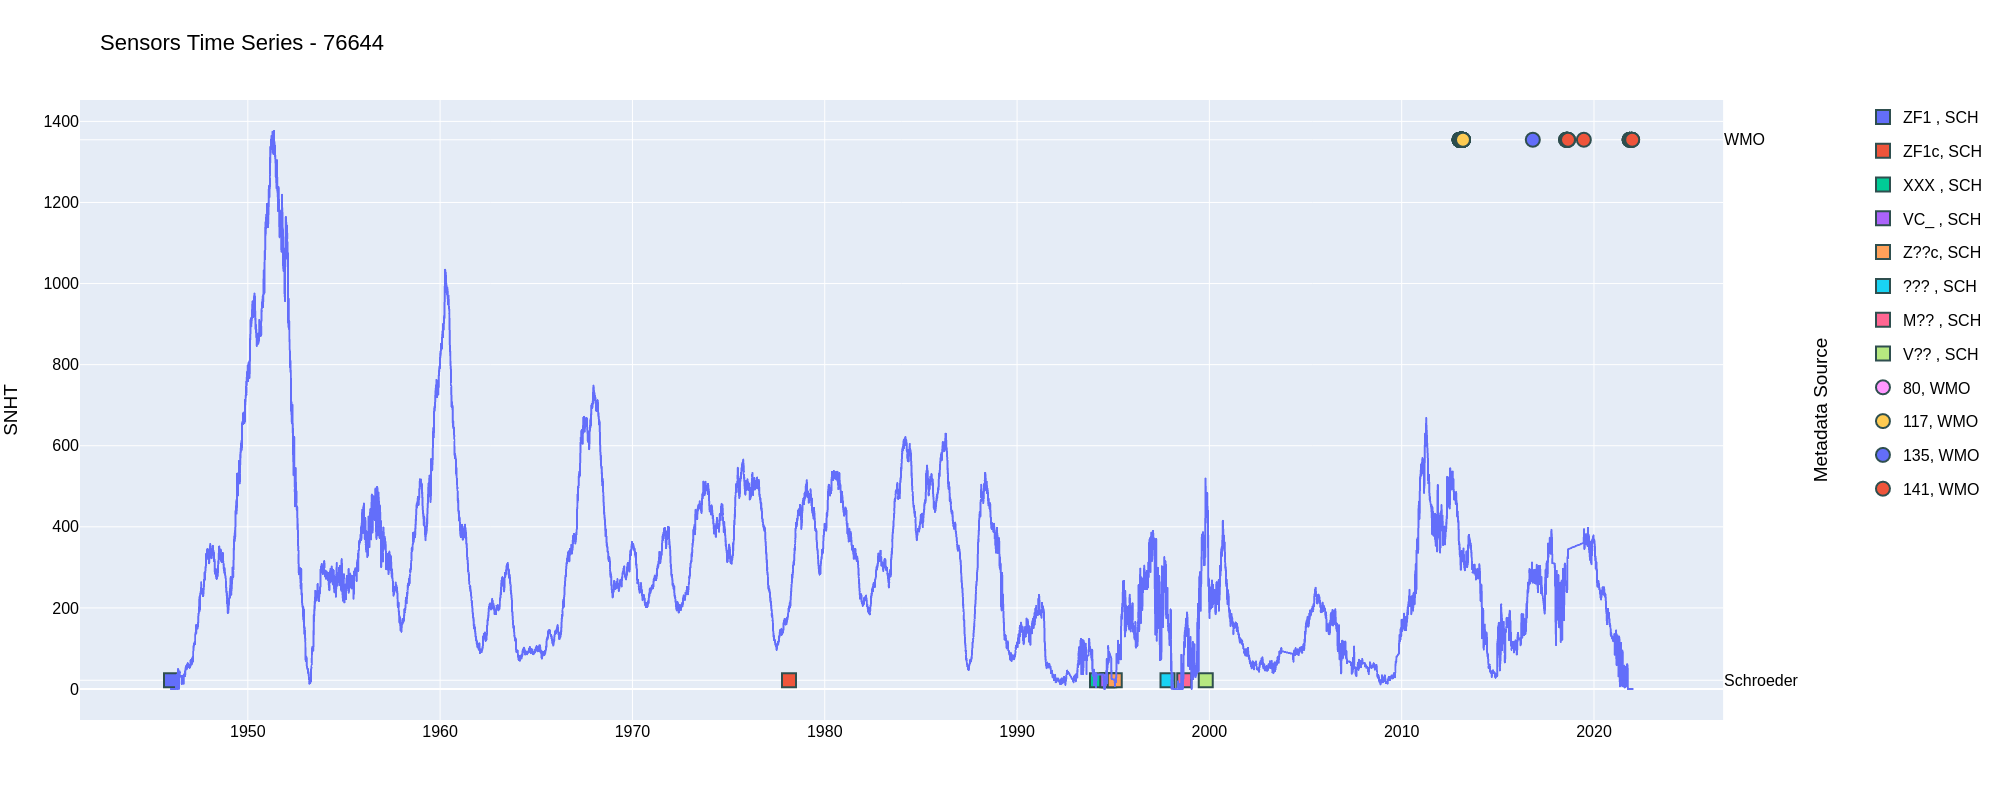 Sensors Time Series - 76644
SNHT
1400
1200
1000
800
600
400
200
0
1950
1960
1970
1980
1990
2000
2010
2020
WMO
Schroeder
Metadata Source
ZF1 , SCH
ZF1c, SCH
XXX , SCH
VC_ , SCH
Z??c, SCH
??? , SCH
M?? , SCH
V?? , SCH
80, WMO
117, WMO
135, WMO
141, WMO